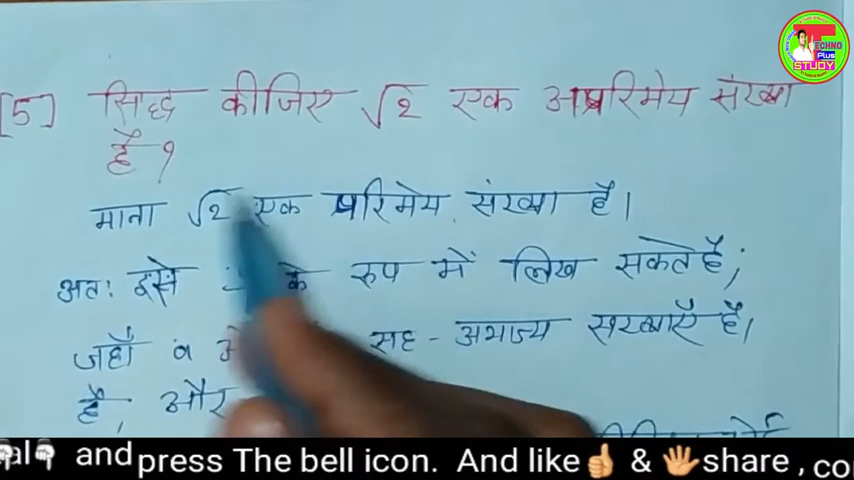 [5] सिद्ध कीजिए √2 एक अपरिमेय संख्या
है ?
माना √2 एक परिमेय संख्या है।
अतः इसे के रूप में लिख सकते है;
जहाँ a सह-अभाज्य संख्याएँ है।
है, और
and press The bell icon. And like👍 & 👋share , co
TECHNO
Plus
STUDY